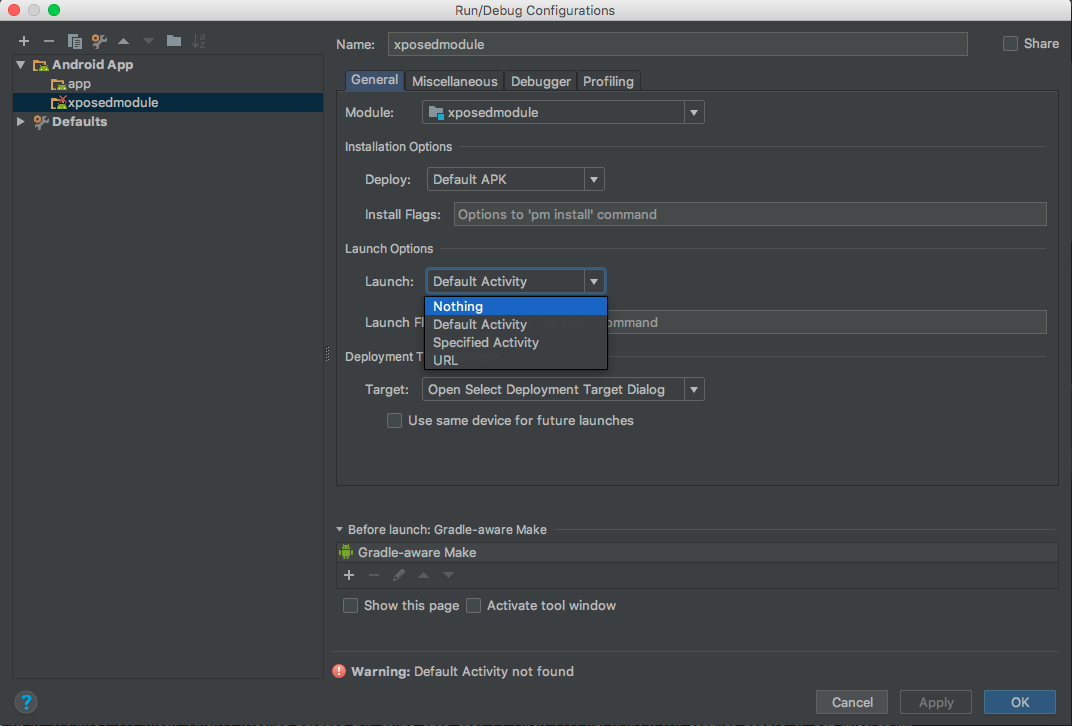 Run/Debug Configurations
Name: xposedmodule Share
Android App
app
xposedmodule
Defaults
General Miscellaneous Debugger Profiling
Module: xposedmodule
Installation Options
Deploy: Default APK
Install Flags: Options to 'pm install' command
Launch Options
Launch: Default Activity
Nothing
Default Activity
Specified Activity
URL
Launch Fl ommand
Deployment T
Target: Open Select Deployment Target Dialog
Use same device for future launches
Before launch: Gradle-aware Make
Gradle-aware Make
Show this page Activate tool window
Warning: Default Activity not found
? Cancel Apply OK